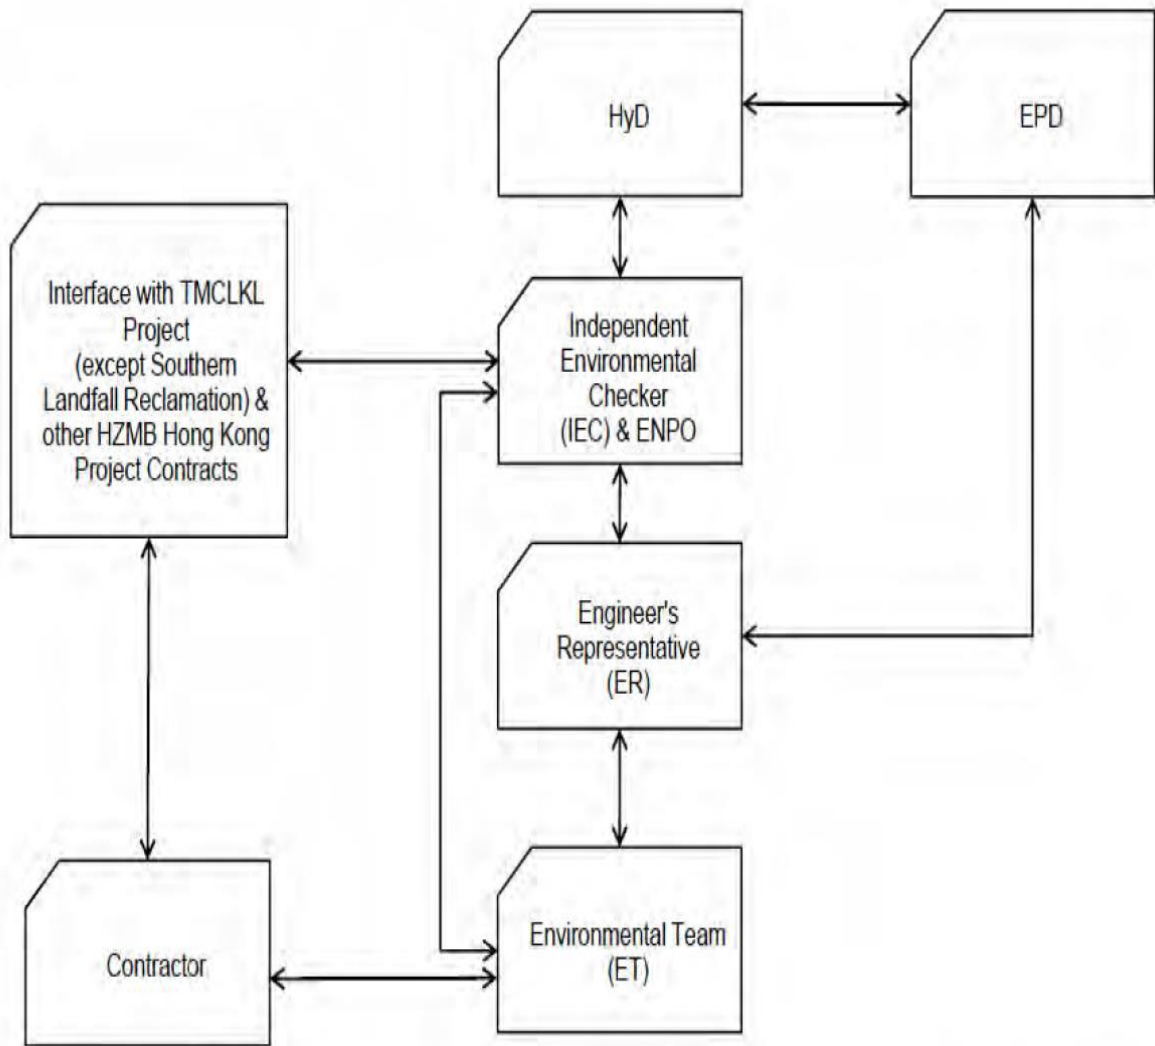 HyD
EPD
Interface with TMCLKL
Project
(except Southern
Landfall Reclamation) &
other HZMB Hong Kong
Project Contracts
Independent
Environmental
Checker
(IEC) & ENPO
Engineer's
Representative
(ER)
Contractor
Environmental Team
(ET)